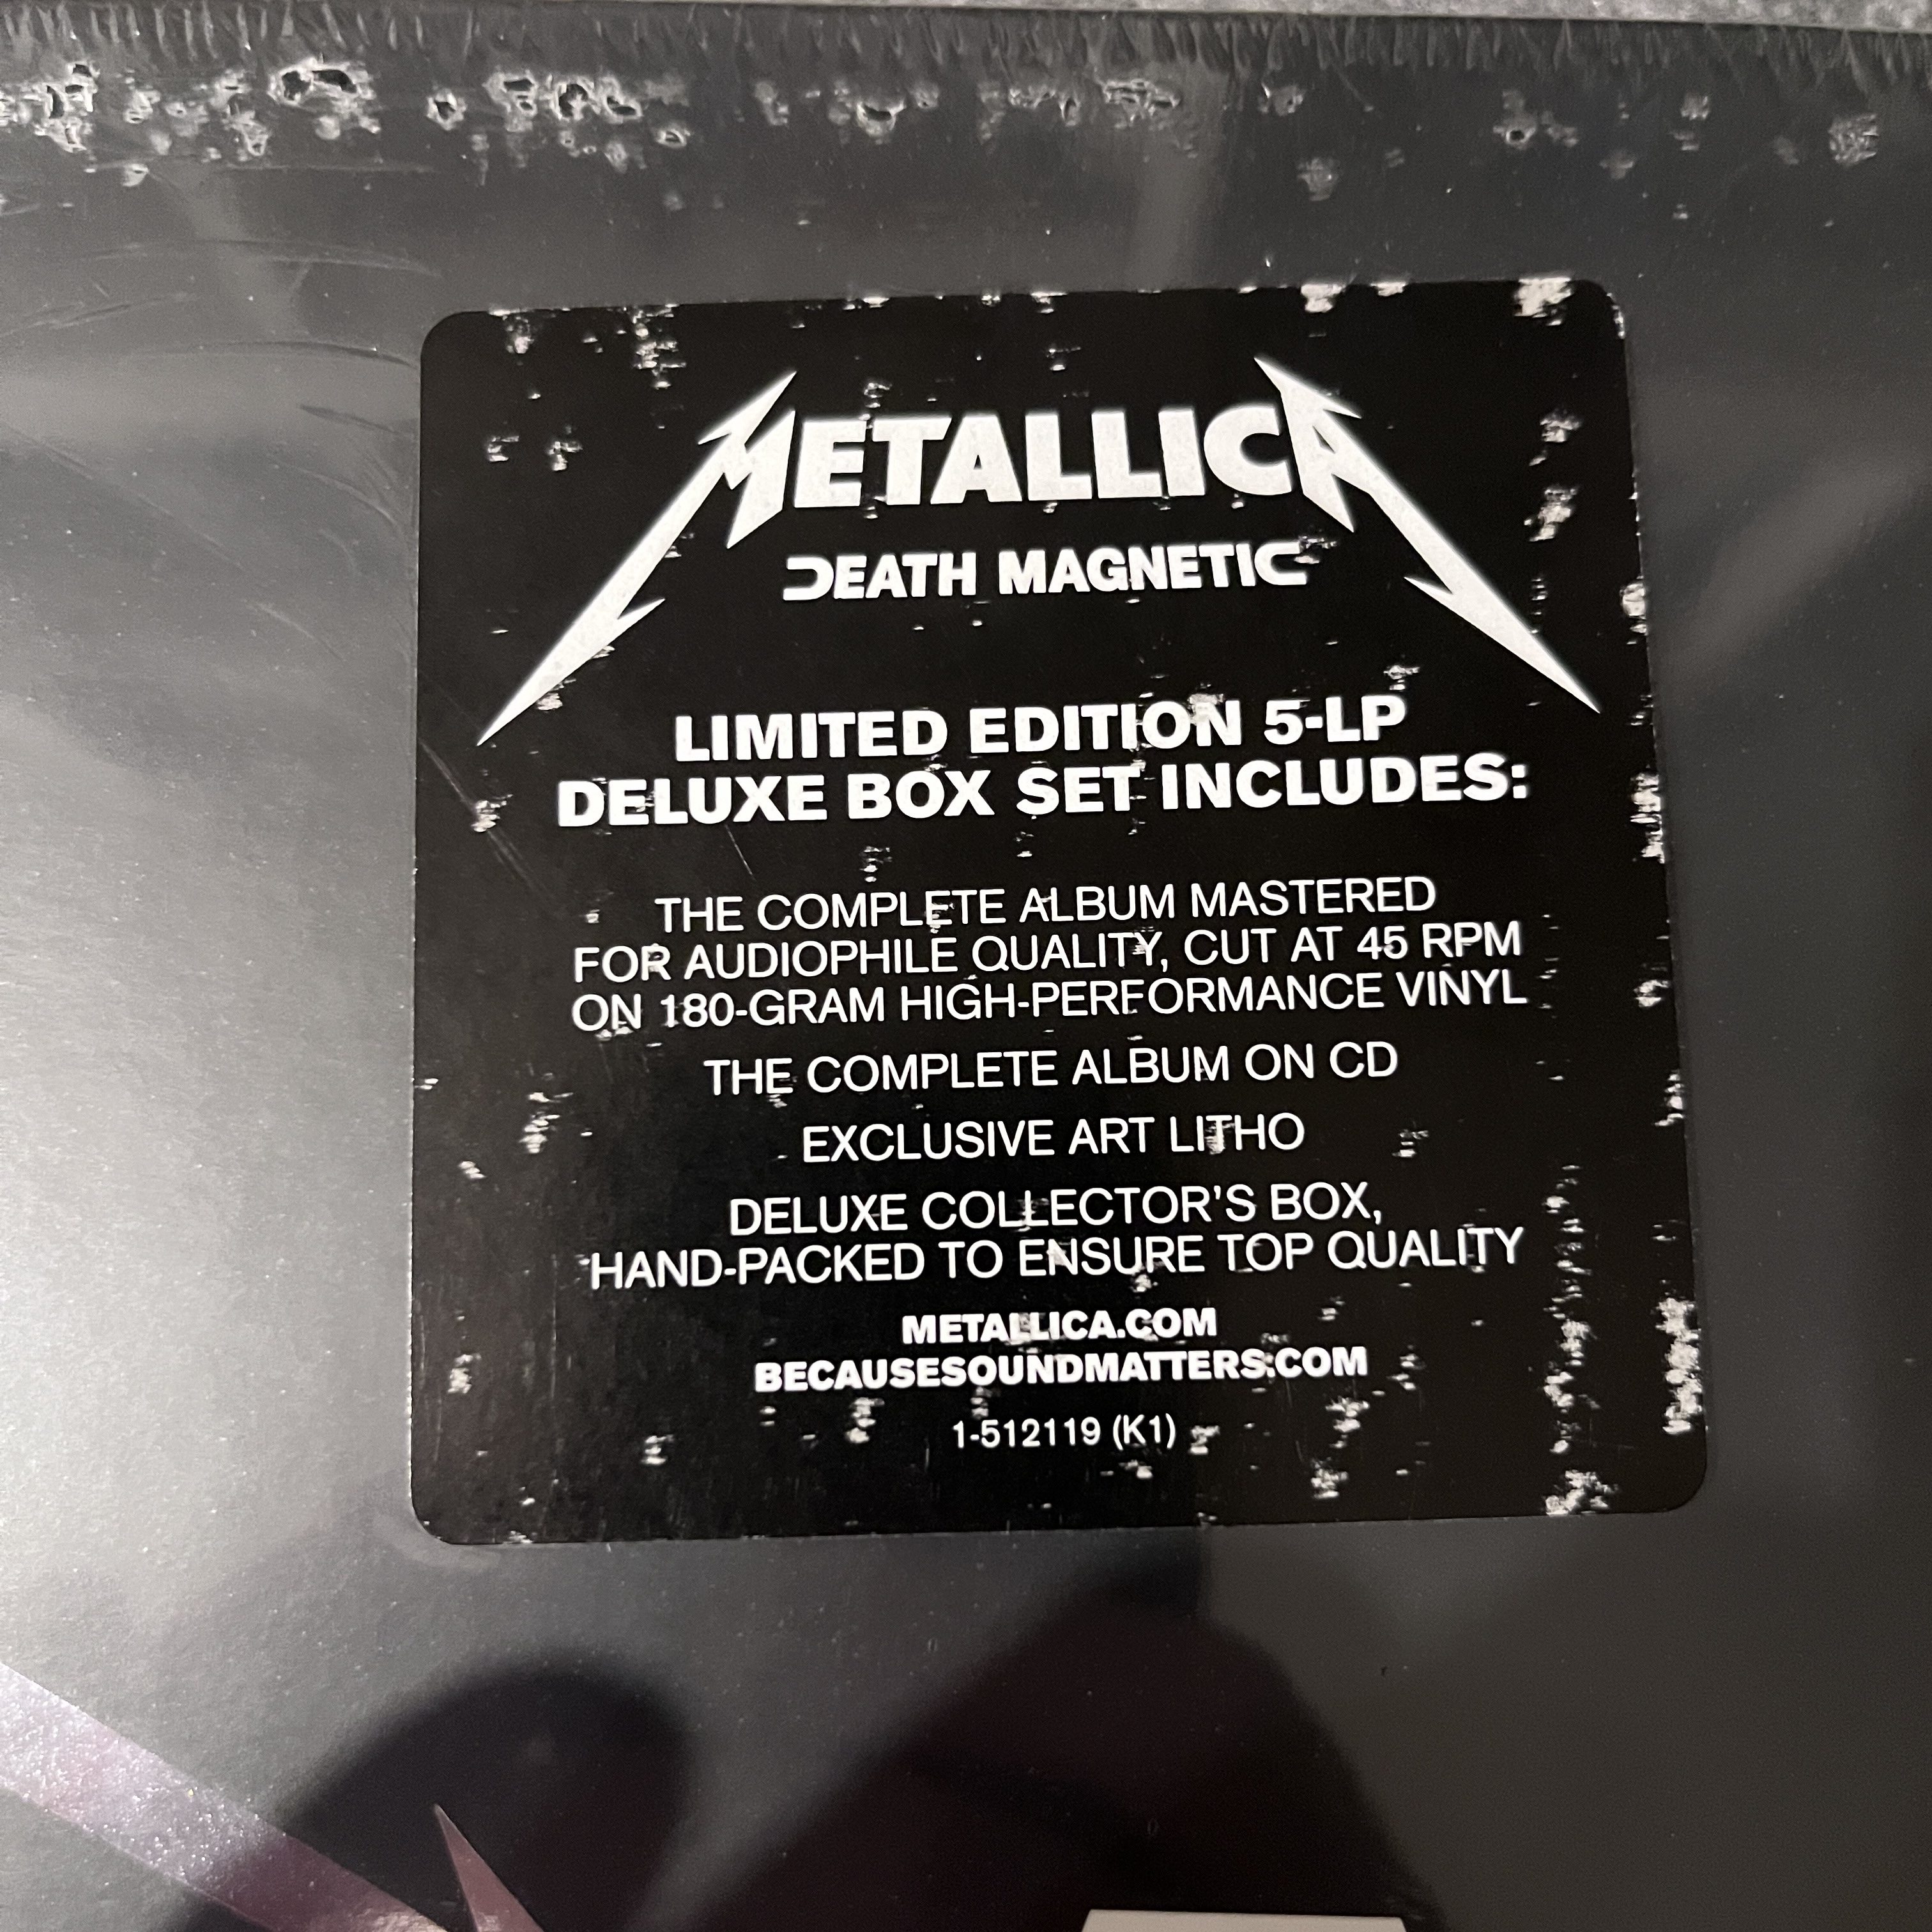 METALLICA
DEATH MAGNETIC
LIMITED EDITION 5-LP
DELUXE BOX SET INCLUDES:
THE COMPLETE ALBUM MASTERED
FOR AUDIOPHILE QUALITY, CUT AT 45 RPM
ON 180-GRAM HIGH-PERFORMANCE VINYL
THE COMPLETE ALBUM ON CD
EXCLUSIVE ART LITHO
DELUXE COLLECTOR'S BOX,
HAND-PACKED TO ENSURE TOP QUALITY
METALLICA.COM
BECAUSESOUNDMATTERS.COM
1-512119 (K1)